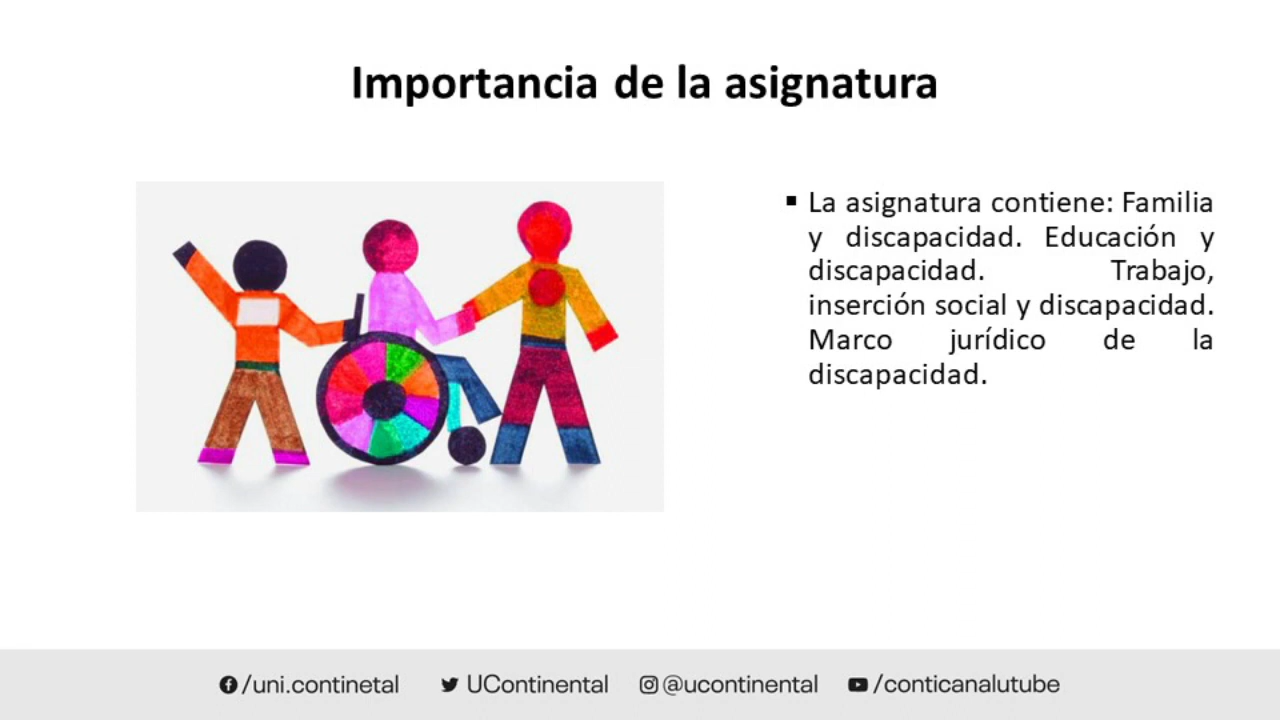 Importancia de la asignatura
▪ La asignatura contiene: Familia
y discapacidad. Educación y
discapacidad. Trabajo,
inserción social y discapacidad.
Marco jurídico de la
discapacidad.
/uni.continetal UContinental @ucontinental /conticanalutube